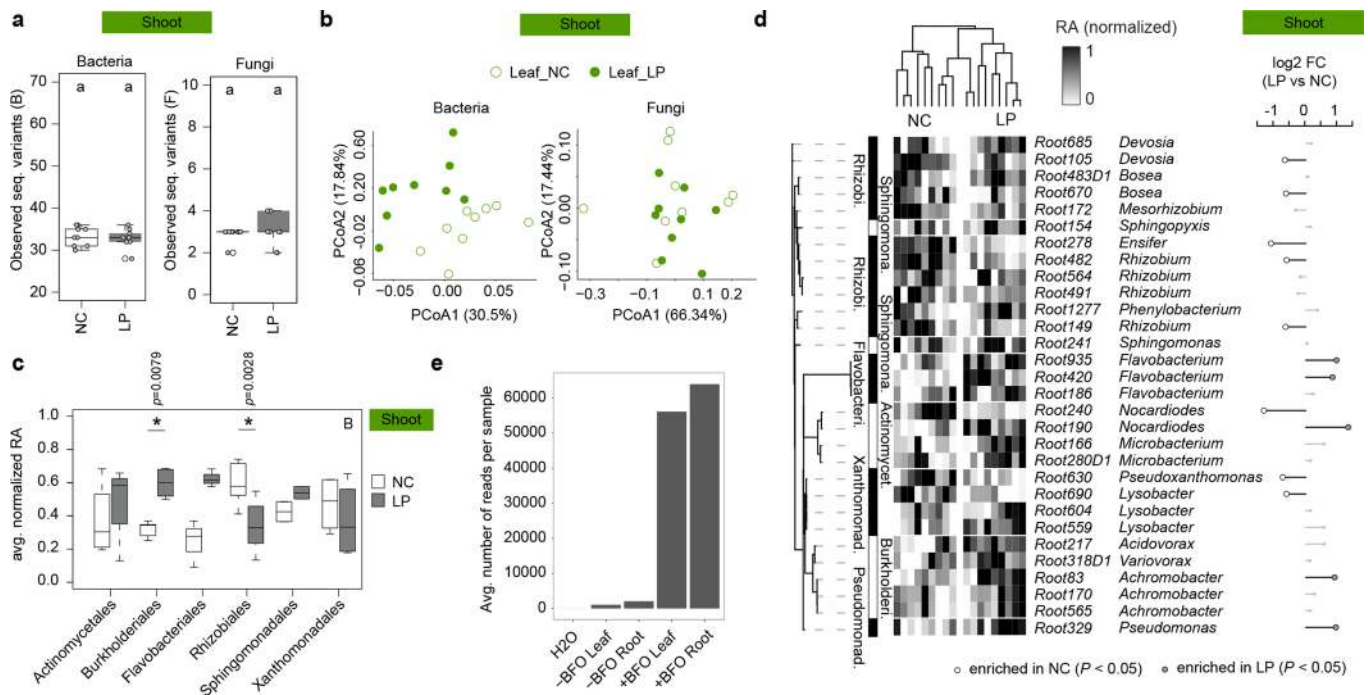 a
Shoot
Bacteria
Fungi
Observed seq. variants (B)
70
60
50
40
30
20
a a
NC
LP
Observed seq. variants (F)
10
8
6
4
2
0
a a
NC
LP
b
Shoot
Leaf_NC Leaf_LP
Bacteria
Fungi
PCoA2 (17.84%)
0.60
0.20
−0.06
−0.05 0.00 0.05
PCoA1 (30.5%)
PCoA2 (17.44%)
0.10
0.00
−0.10
−0.3 −0.1 0.1 0.2
PCoA1 (66.34%)
c
p=0.0079
p=0.0028
Shoot
avg. normalized RA
1.0
0.8
0.6
0.4
0.2
0.0
* *
B
NC
LP
Actinomycetales
Burkholderiales
Flavobacteriales
Rhizobiales
Sphingomonadales
Xanthomonadales
e
Avg. number of reads per sample
60000
50000
40000
30000
20000
10000
0
H2O
−BFO Leaf
−BFO Root
+BFO Leaf
+BFO Root
d
RA (normalized)
1
0
Shoot
log2 FC
(LP vs NC)
-1 0 1
NC LP
Rhizobi.
Sphingomona.
Rhizobi.
Sphingomona.
Flavobacteri.
Actinomycet.
Xanthomonad.
Burkholderi.
Pseudomonad.
Root685 Devosia
Root105 Devosia
Root483D1 Bosea
Root670 Bosea
Root172 Mesorhizobium
Root154 Sphingopyxis
Root278 Ensifer
Root482 Rhizobium
Root564 Rhizobium
Root491 Rhizobium
Root1277 Phenylobacterium
Root149 Rhizobium
Root241 Sphingomonas
Root935 Flavobacterium
Root420 Flavobacterium
Root186 Flavobacterium
Root240 Nocardiodes
Root190 Nocardiodes
Root166 Microbacterium
Root280D1 Microbacterium
Root630 Pseudoxanthomonas
Root690 Lysobacter
Root604 Lysobacter
Root559 Lysobacter
Root217 Acidovorax
Root318D1 Variovorax
Root83 Achromobacter
Root170 Achromobacter
Root565 Achromobacter
Root329 Pseudomonas
enriched in NC (P < 0.05) enriched in LP (P < 0.05)